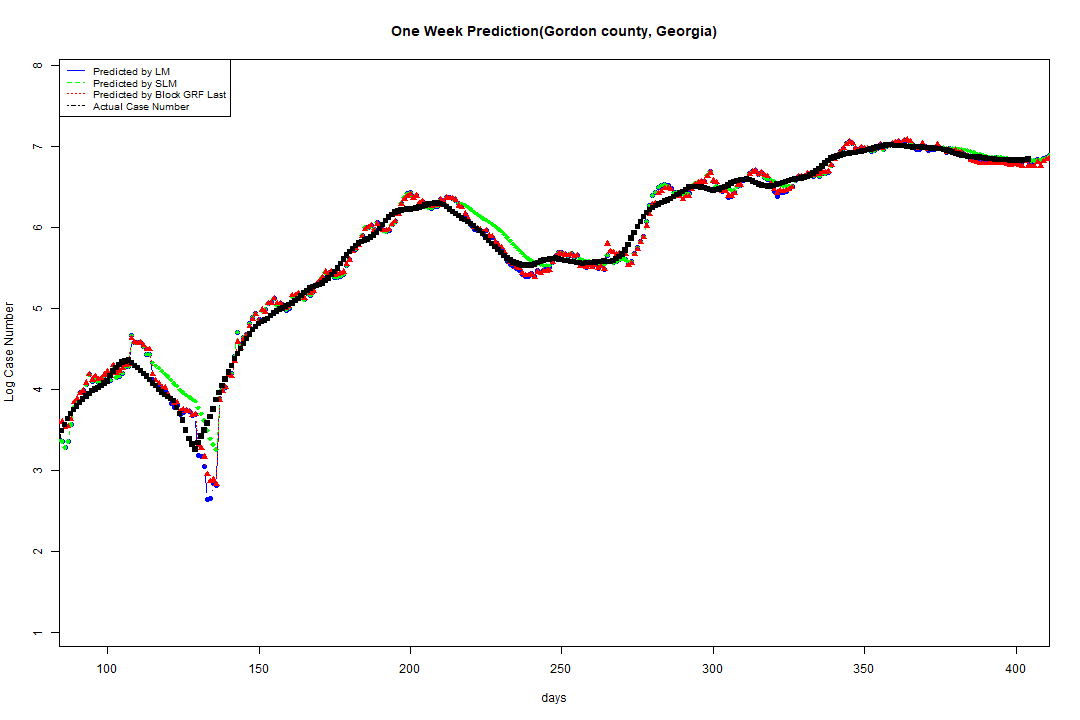 One Week Prediction(Gordon county, Georgia)
Predicted by LM
Predicted by SLM
Predicted by Block GRF Last
Actual Case Number
8
7
6
5
4
3
2
1
Log Case Number
100 150 200 250 300 350 400
days